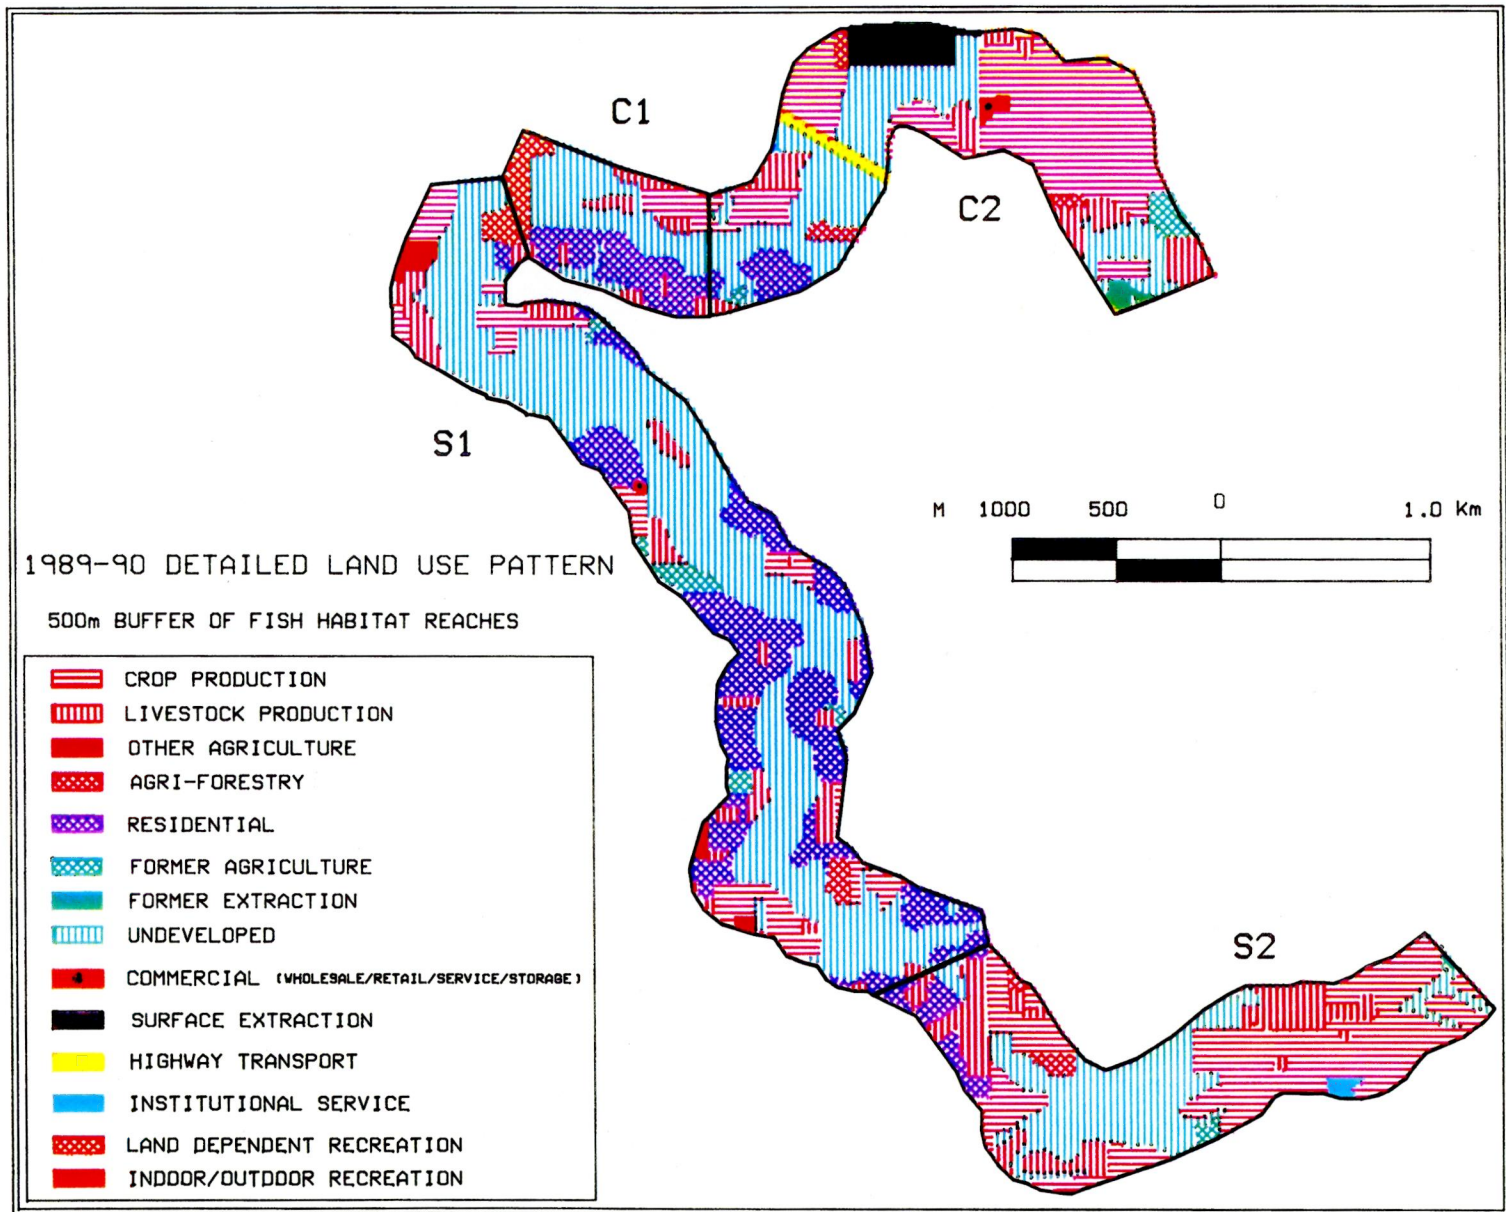 C1
C2
S1
M 1000 500 0 1.0 Km
1989-90 DETAILED LAND USE PATTERN
500m BUFFER OF FISH HABITAT REACHES
CROP PRODUCTION
LIVESTOCK PRODUCTION
OTHER AGRICULTURE
AGRI-FORESTRY
RESIDENTIAL
FORMER AGRICULTURE
FORMER EXTRACTION
UNDEVELOPED
S2
COMMERCIAL (WHOLESALE/RETAIL/SERVICE/STORAGE)
SURFACE EXTRACTION
HIGHWAY TRANSPORT
INSTITUTIONAL SERVICE
LAND DEPENDENT RECREATION
INDOOR/OUTDOOR RECREATION